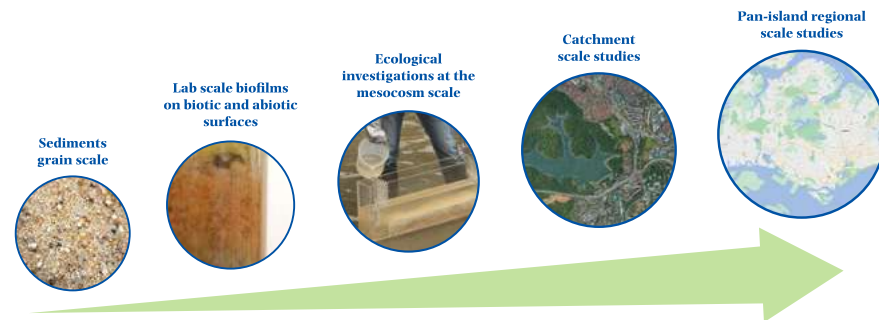 Sediments
grain scale
Lab scale biofilms
on biotic and abiotic
surfaces
Ecological
investigations at the
mesocosm scale
Catchment
scale studies
Pan-island regional
scale studies